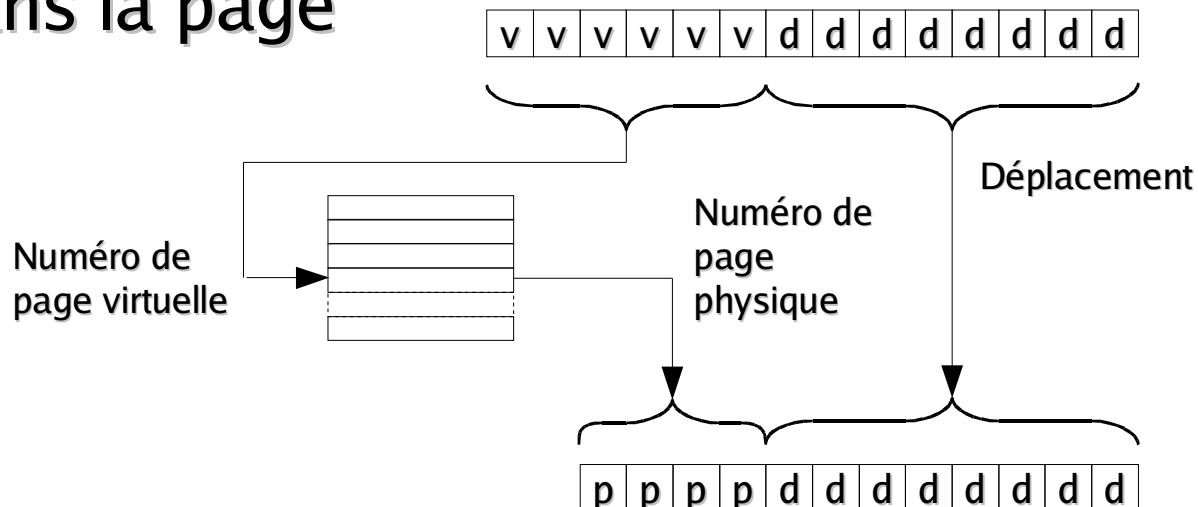 ns la page
v v v v v v d d d d d d d d
Déplacement
Numéro de
page
physique
Numéro de
page virtuelle
p p p p d d d d d d d d